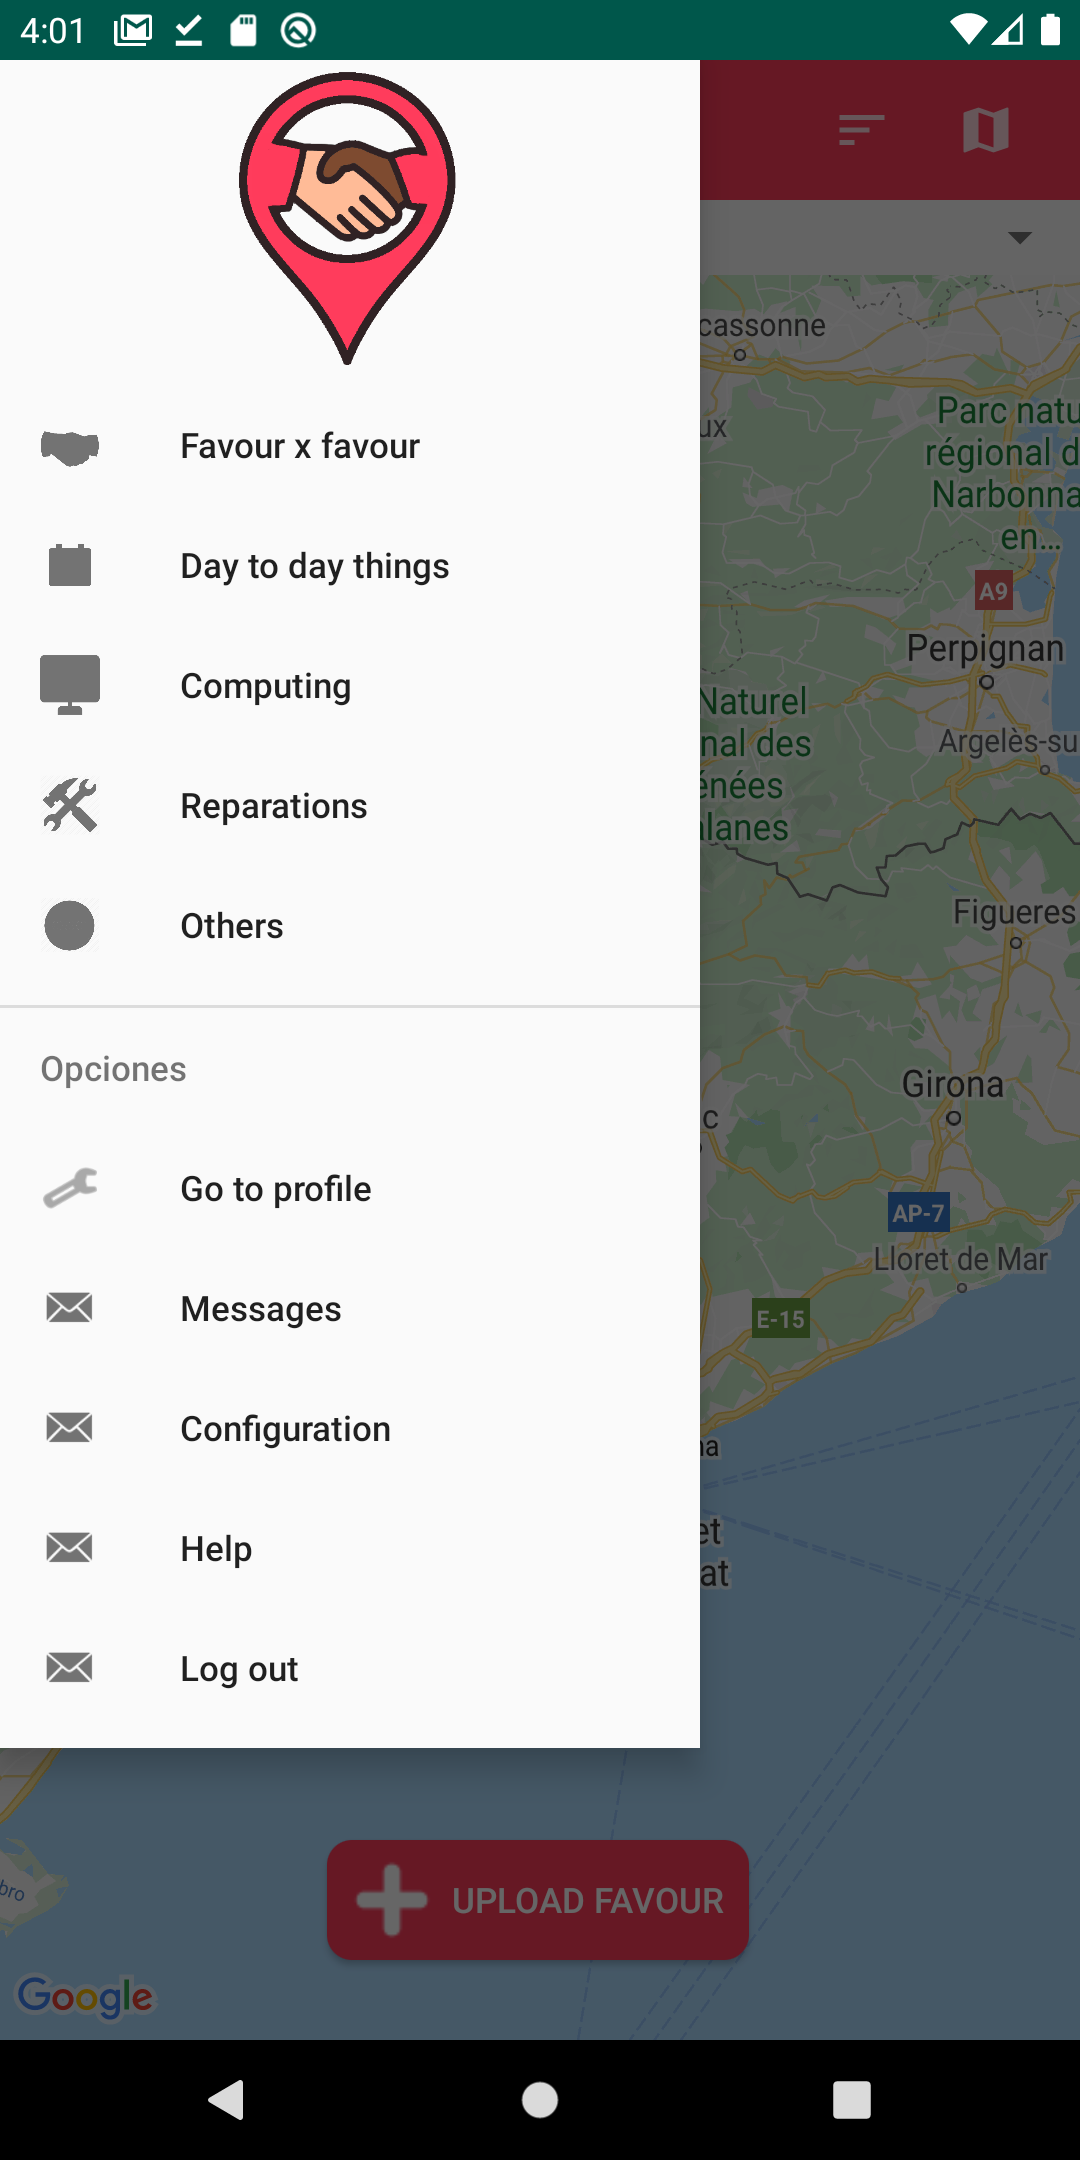 4:01
Favour x favour
Day to day things
Computing
Reparations
Others
Opciones
Go to profile
Messages
Configuration
Help
Log out
cassonne
ux
Parc natu
régional d
Narbonna
en…
A9
Perpignan
Naturel
nal des
énées
alanes
Argelès-su
Figueres
Girona
c
AP-7
Lloret de Mar
E-15
na
et
at
bro
UPLOAD FAVOUR
Google